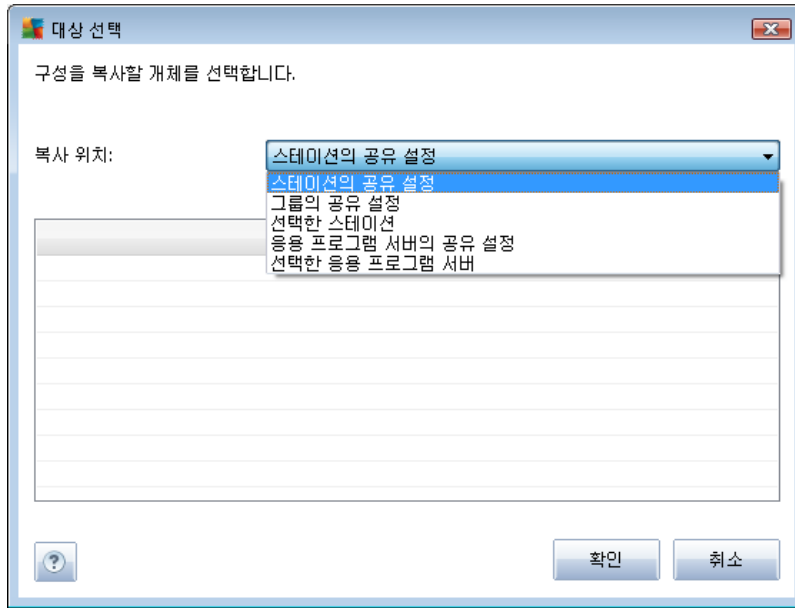 대상 선택
구성을 복사할 개체를 선택합니다.
복사 위치: 스테이션의 공유 설정
스테이션의 공유 설정
그룹의 공유 설정
선택한 스테이션
응용 프로그램 서버의 공유 설정
선택한 응용 프로그램 서버
? 확인 취소